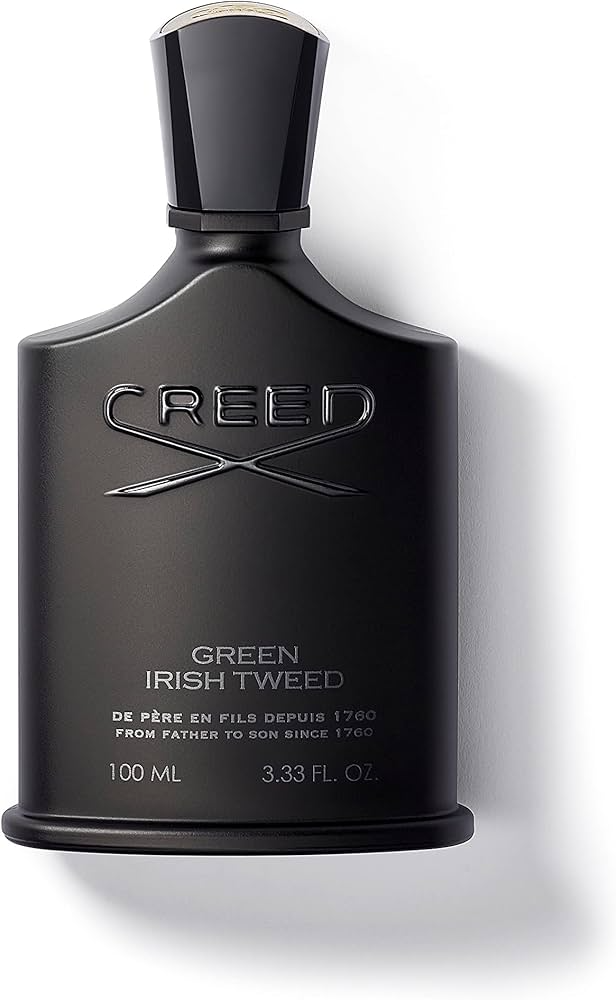 CREED
GREEN
IRISH TWEED
DE PÈRE EN FILS DEPUIS 1760
FROM FATHER TO SON SINCE 1760
100 ML 3.33 FL. OZ.